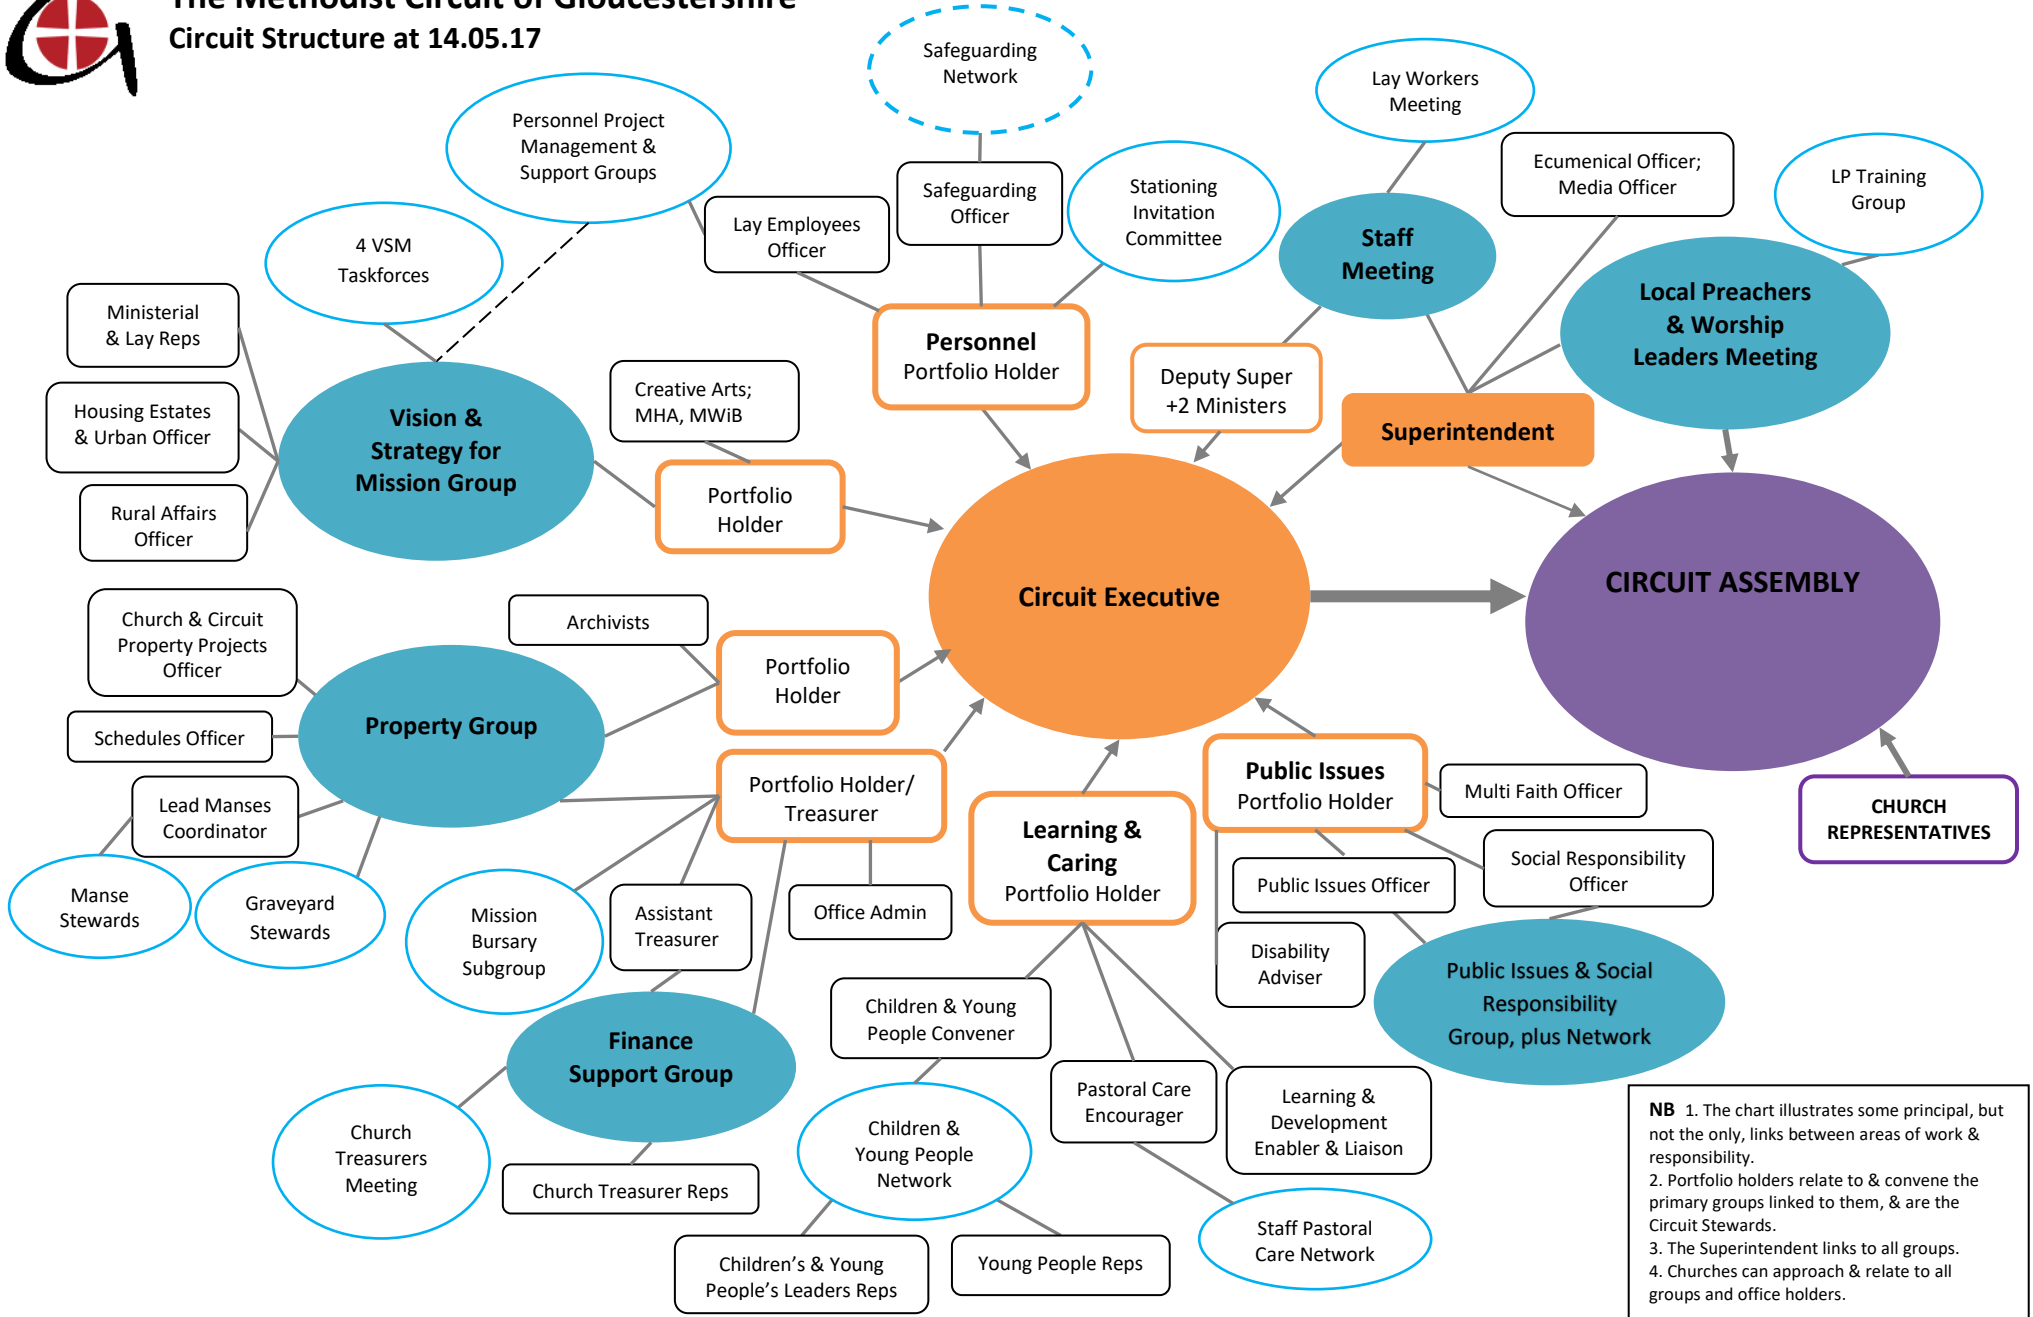 The Methodist Circuit of Gloucestershire
Circuit Structure at 14.05.17
Safeguarding
Network
Lay Workers
Meeting
Personnel Project
Management &
Support Groups
Ecumenical Officer;
Media Officer
LP Training
Group
Safeguarding
Officer
Stationing
Invitation
Committee
Lay Employees
Officer
4 VSM
Taskforces
Staff
Meeting
Local Preachers
& Worship
Leaders Meeting
Ministerial
& Lay Reps
Personnel
Portfolio Holder
Deputy Super
+2 Ministers
Creative Arts;
MHA, MWiB
Housing Estates
& Urban Officer
Vision &
Strategy for
Mission Group
Superintendent
Portfolio
Holder
Rural Affairs
Officer
Circuit Executive
CIRCUIT ASSEMBLY
Church & Circuit
Property Projects
Officer
Archivists
Portfolio
Holder
Property Group
Schedules Officer
Portfolio Holder/
Treasurer
Public Issues
Portfolio Holder
Multi Faith Officer
CHURCH
REPRESENTATIVES
Lead Manses
Coordinator
Learning &
Caring
Portfolio Holder
Social Responsibility
Officer
Public Issues Officer
Manse
Stewards
Graveyard
Stewards
Mission
Bursary
Subgroup
Assistant
Treasurer
Office Admin
Disability
Adviser
Public Issues & Social
Responsibility
Group, plus Network
Children & Young
People Convener
Finance
Support Group
Pastoral Care
Encourager
Learning &
Development
Enabler & Liaison
Church
Treasurers
Meeting
Children &
Young People
Network
Church Treasurer Reps
Staff Pastoral
Care Network
Children’s & Young
People’s Leaders Reps
Young People Reps
NB 1. The chart illustrates some principal, but
not the only, links between areas of work &
responsibility.
2. Portfolio holders relate to & convene the
primary groups linked to them, & are the
Circuit Stewards.
3. The Superintendent links to all groups.
4. Churches can approach & relate to all
groups and office holders.